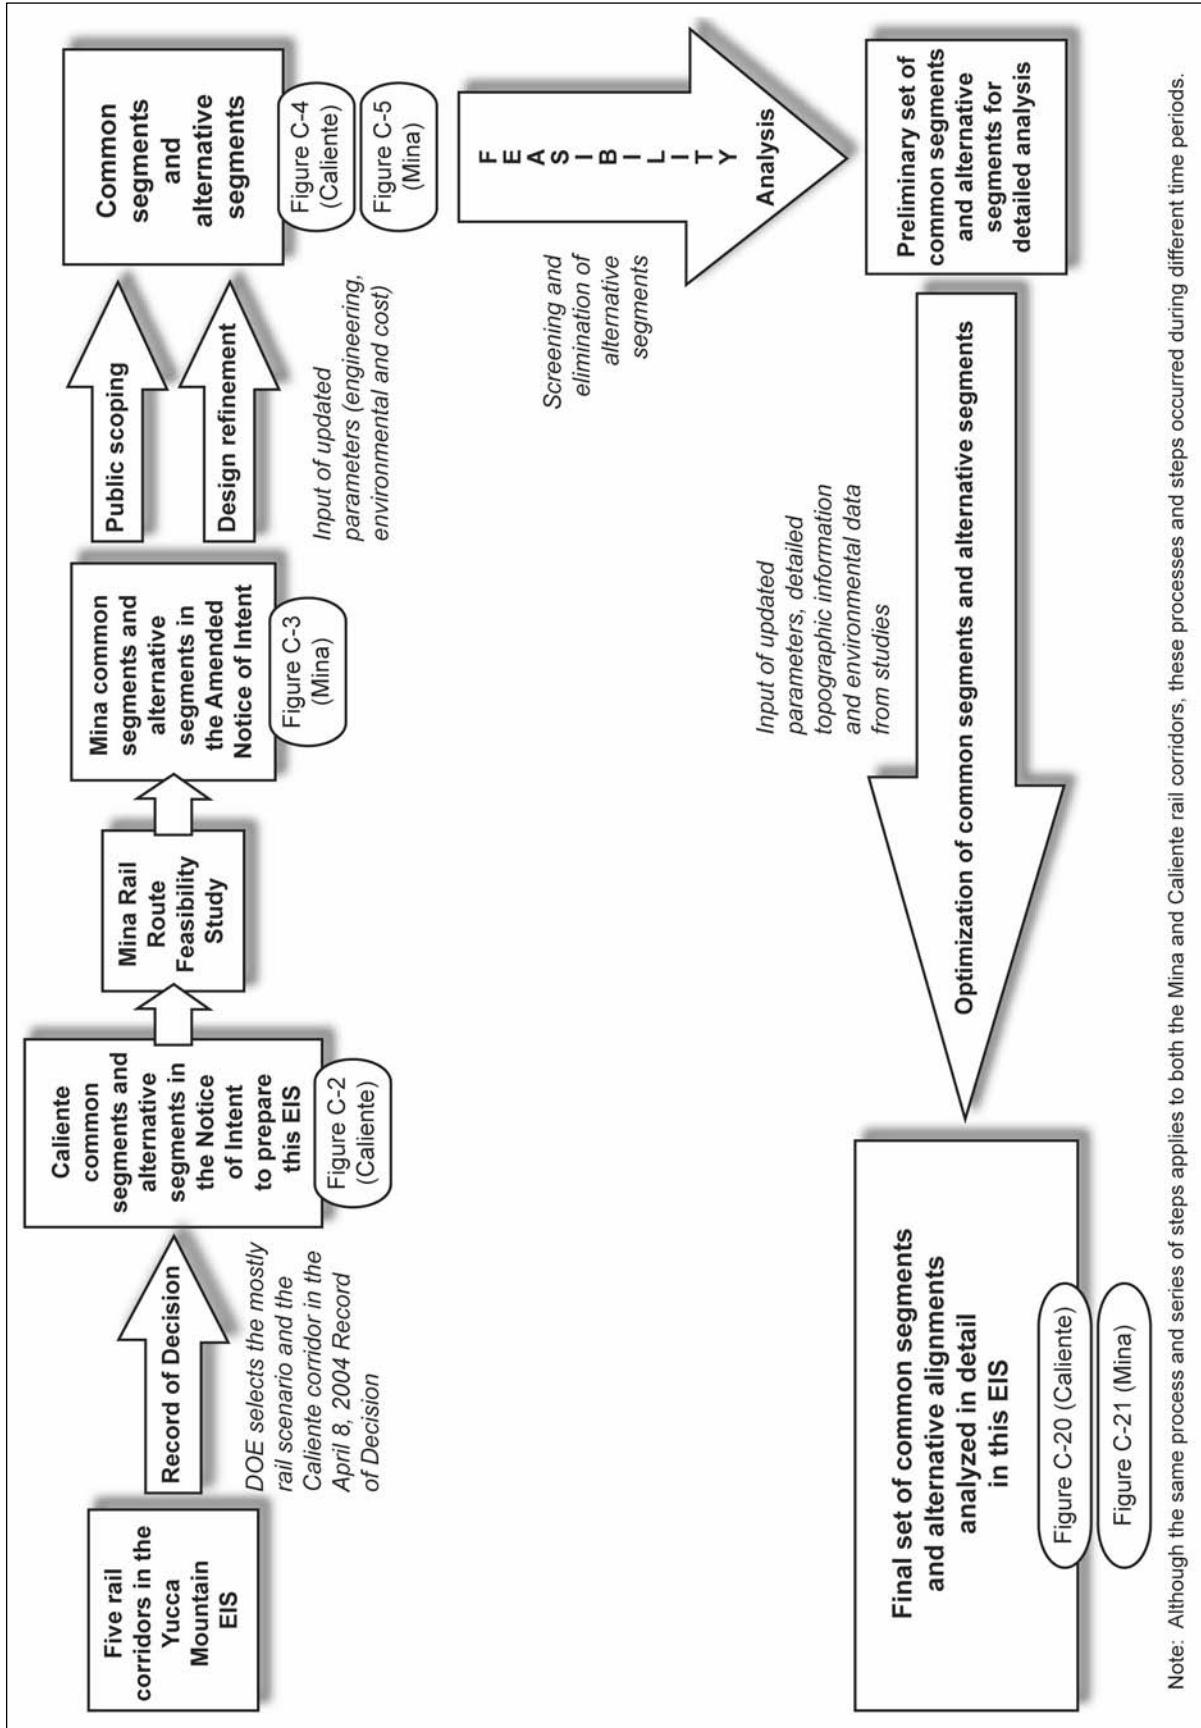 Five rail
corridors in the
Yucca
Mountain
EIS
Record of Decision
DOE selects the mostly
rail scenario and the
Caliente corridor in the
April 8, 2004 Record
of Decision
Caliente
common
segments and
alternative
segments in
the Notice
of Intent
to prepare
this EIS
Figure C-2
(Caliente)
Mina Rail
Route
Feasibility
Study
Mina common
segments and
alternative
segments in
the Amended
Notice of Intent
Figure C-3
(Mina)
Public scoping
Design refinement
Input of updated
parameters (engineering,
environmental and cost)
Common
segments
and
alternative
segments
Figure C-4
(Caliente)
Figure C-5
(Mina)
F
E
A
S
I
B
I
L
I
T
Y
Analysis
Screening and
elimination of
alternative
segments
Preliminary set of
common segments
and alternative
segments for
detailed analysis
Input of updated
parameters, detailed
topographic information
and environmental data
from studies
Optimization of common segments and alternative segments
Final set of common segments
and alternative alignments
analyzed in detail
in this EIS
Figure C-20 (Caliente)
Figure C-21 (Mina)
Note: Although the same process and series of steps applies to both the Mina and Caliente rail corridors, these processes and steps occurred during different time periods.